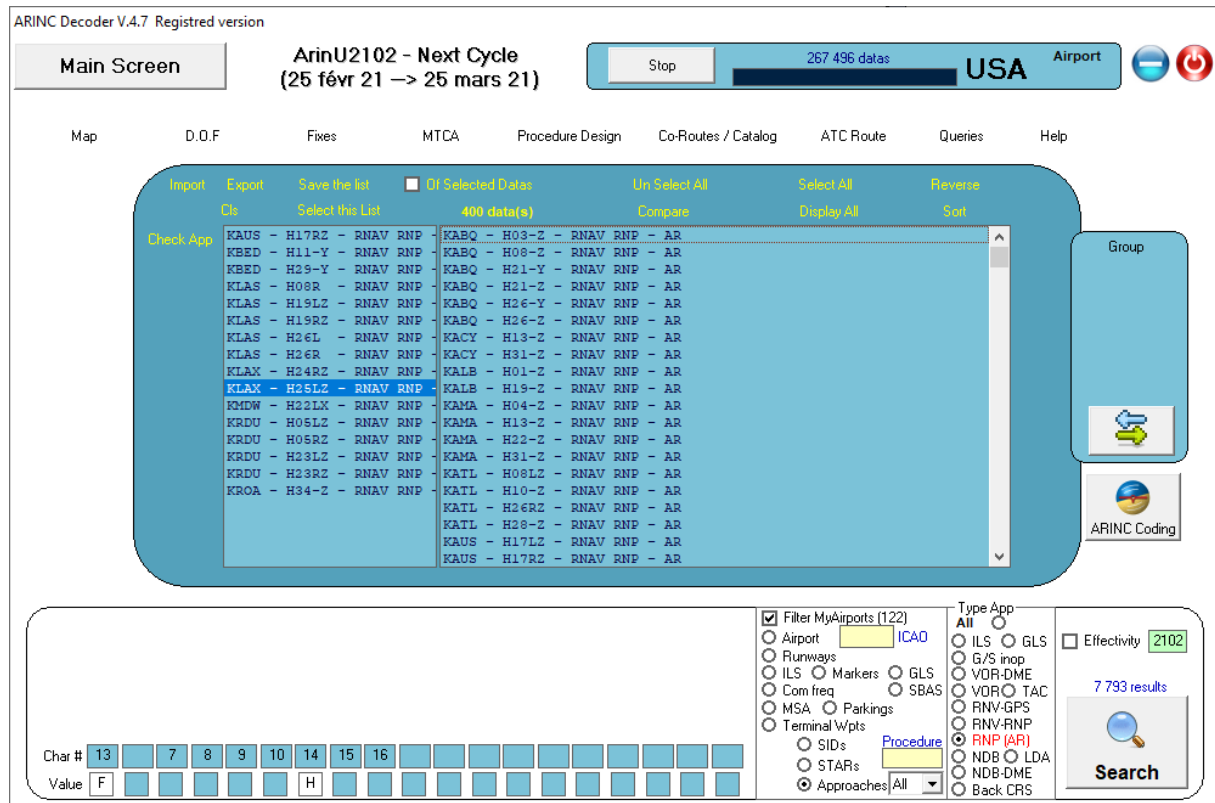 ARINC Decoder V.4.7 Registred version
Main Screen
ArinU2102 - Next Cycle
(25 févr 21 —> 25 mars 21)
Stop
267 496 datas
USA
Airport
Map D.O.F Fixes MTCA Procedure Design Co-Routes / Catalog ATC Route Queries Help
Import Export Save the list Of Selected Datas Un Select All Select All Reverse
Cls Select this List 400 data(s) Compare Display All Sort
Check App
KAUS - H17RZ - RNAV RNP -
KBED - H11-Y - RNAV RNP -
KBED - H29-Y - RNAV RNP -
KLAS - H08R - RNAV RNP -
KLAS - H19LZ - RNAV RNP -
KLAS - H19RZ - RNAV RNP -
KLAS - H26L - RNAV RNP -
KLAS - H26R - RNAV RNP -
KLAX - H24RZ - RNAV RNP -
KLAX - H25LZ - RNAV RNP -
KMDW - H22LX - RNAV RNP -
KRDU - H05LZ - RNAV RNP -
KRDU - H05RZ - RNAV RNP -
KRDU - H23LZ - RNAV RNP -
KRDU - H23RZ - RNAV RNP -
KROA - H34-Z - RNAV RNP -
KABQ - H03-Z - RNAV RNP - AR
KABQ - H08-Z - RNAV RNP - AR
KABQ - H21-Y - RNAV RNP - AR
KABQ - H21-Z - RNAV RNP - AR
KABQ - H26-Y - RNAV RNP - AR
KABQ - H26-Z - RNAV RNP - AR
KACY - H13-Z - RNAV RNP - AR
KACY - H31-Z - RNAV RNP - AR
KALB - H01-Z - RNAV RNP - AR
KALB - H19-Z - RNAV RNP - AR
KAMA - H04-Z - RNAV RNP - AR
KAMA - H13-Z - RNAV RNP - AR
KAMA - H22-Z - RNAV RNP - AR
KAMA - H31-Z - RNAV RNP - AR
KATL - H08LZ - RNAV RNP - AR
KATL - H10-Z - RNAV RNP - AR
KATL - H26RZ - RNAV RNP - AR
KATL - H28-Z - RNAV RNP - AR
KAUS - H17LZ - RNAV RNP - AR
KAUS - H17RZ - RNAV RNP - AR
Group
ARINC Coding
Char # 13 7 8 9 10 14 15 16
Value F H
Filter MyAirports (122)
Airport ICAO
Runways
ILS Markers GLS
Com freq SBAS
MSA Parkings
Terminal Wpts
SIDs Procedure
STARs
Approaches All
Type App
All
ILS GLS
G/S inop
VOR-DME
VOR TAC
RNV-GPS
RNV-RNP
RNP (AR)
NDB LDA
NDB-DME
Back CRS
Effectivity 2102
7 793 results
Search